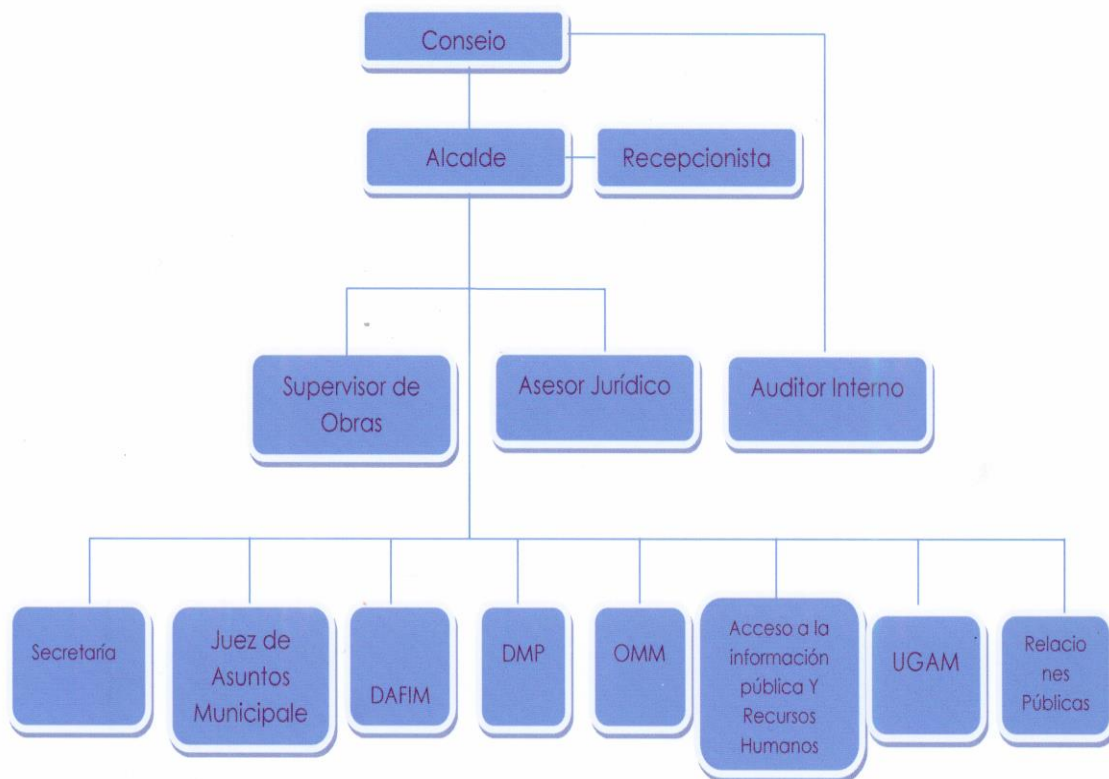 Conseio
Alcalde
Recepcionista
Supervisor de
Obras
Asesor Jurídico
Auditor Interno
Secretaría
Juez de
Asuntos
Municipale
DAFIM
DMP
OMM
Acceso a la
información
pública Y
Recursos
Humanos
UGAM
Relacio
nes
Públicas